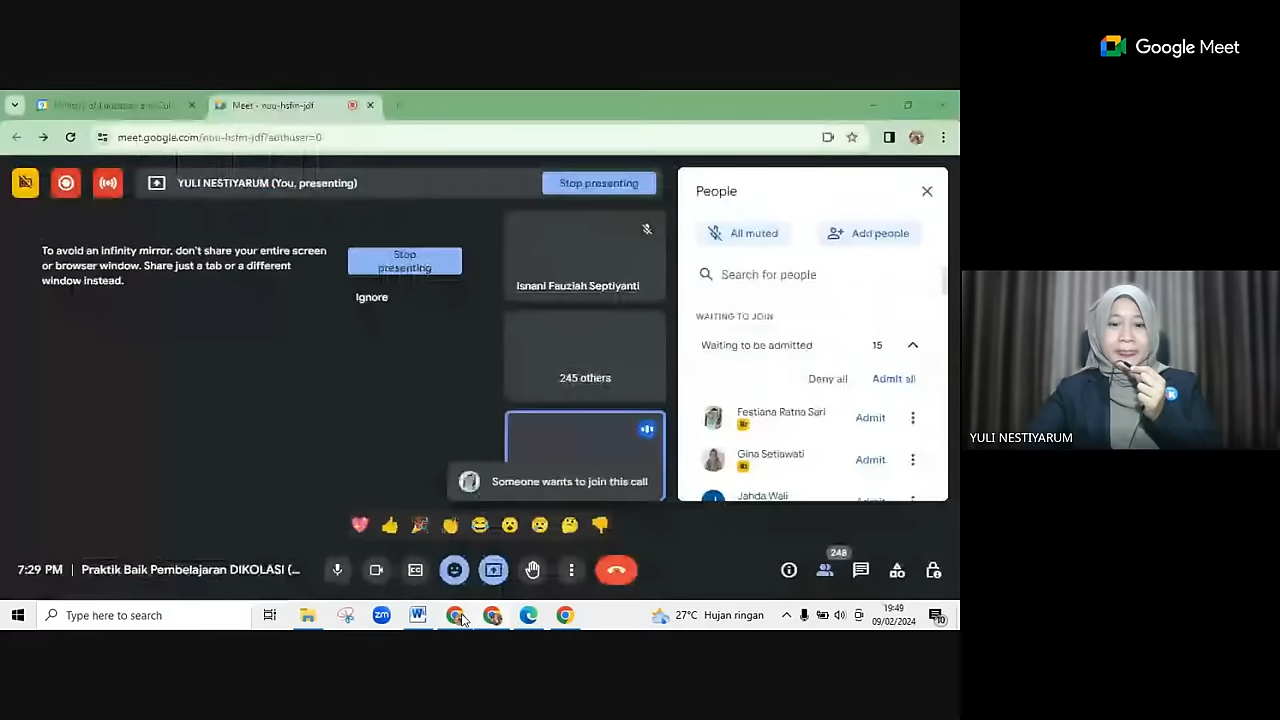 Google Meet
Meet - nou-hsfm-jdf
meet.google.com/nou-hsfm-jdf?authuser=0
YULI NESTIYARUM (You, presenting)
Stop presenting
To avoid an infinity mirror, don't share your entire screen
or browser window. Share just a tab or a different
window instead.
Stop
presenting
Ignore
Isnani Fauziah Septiyanti
245 others
Someone wants to join this call
People
All muted
Add people
Search for people
WAITING TO JOIN
Waiting to be admitted
15
Deny all
Admit all
Festiana Ratna Sari
Admit
Gina Setiawati
Admit
Jahda Wali
YULI NESTIYARUM
7:29 PM | Praktik Baik Pembelajaran DIKOLASI (...
248
Type here to search
zm
W
27°C Hujan ringan
19:49
09/02/2024